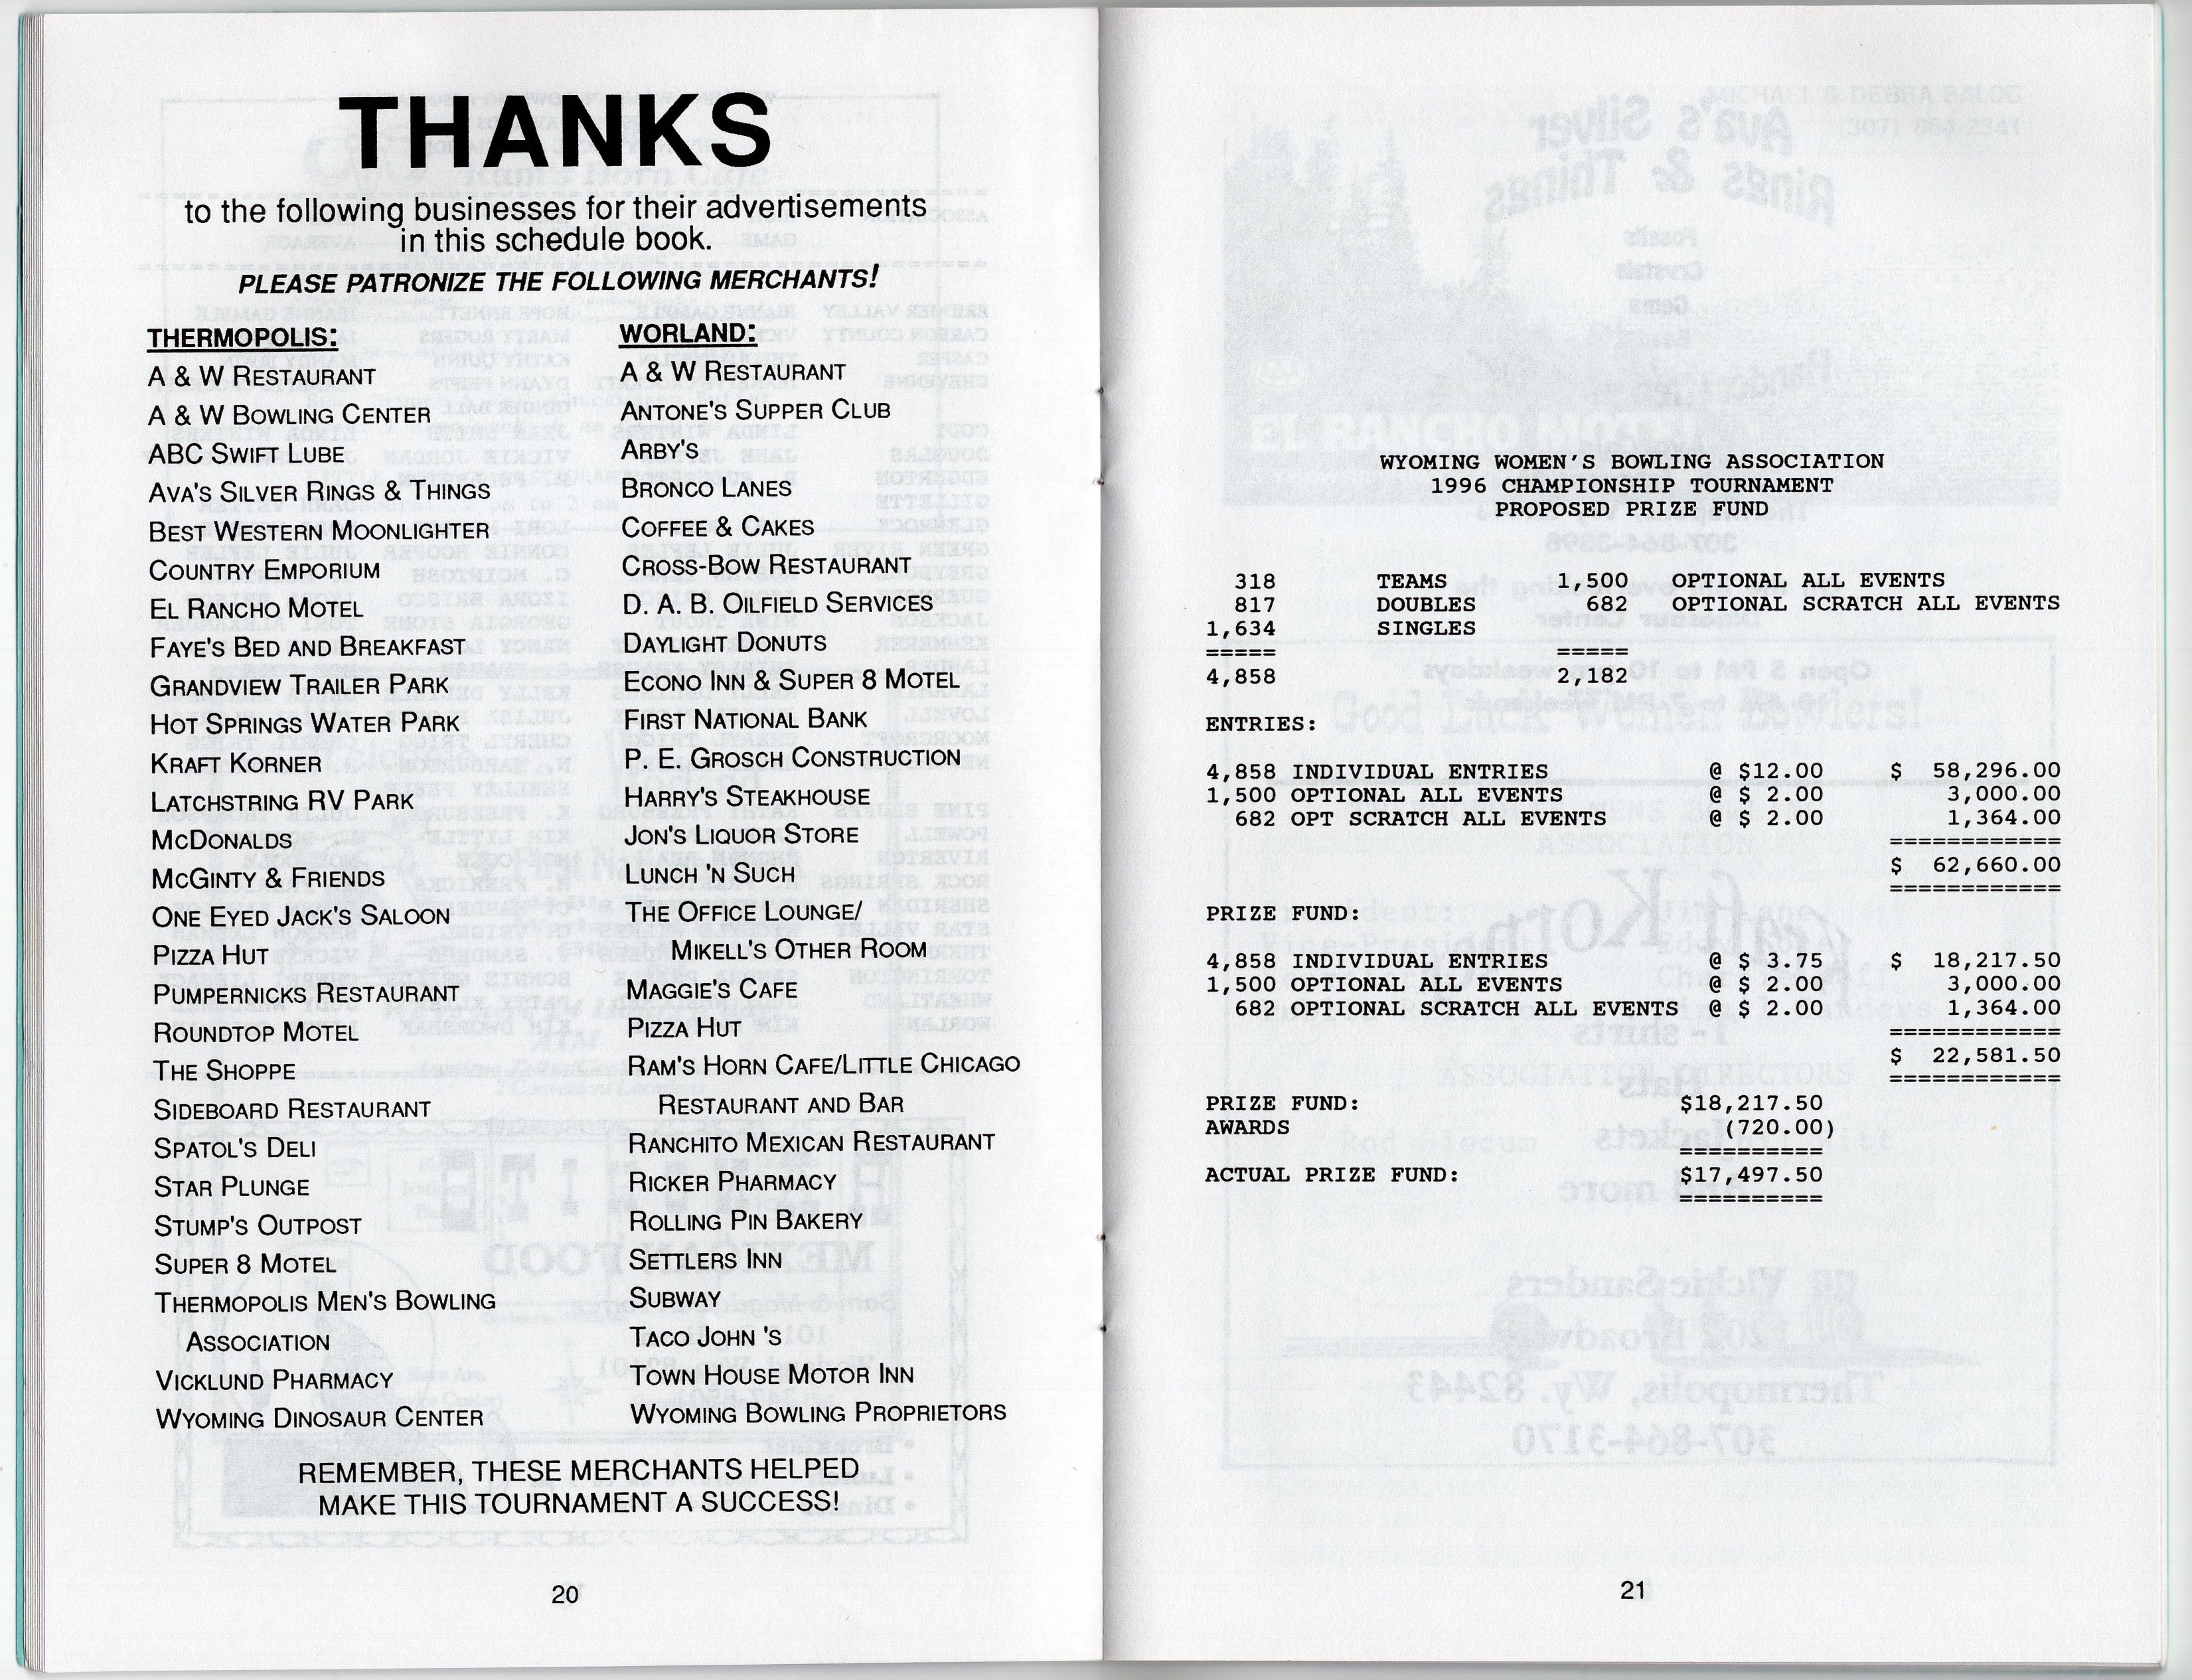 THANKS
to the following businesses for their advertisements
in this schedule book.
PLEASE PATRONIZE THE FOLLOWING MERCHANTS!
THERMOPOLIS:
A & W RESTAURANT
A & W BOWLING CENTER
ABC SWIFT LUBE
AVA'S SILVER RINGS & THINGS
BEST WESTERN MOONLIGHTER
COUNTRY EMPORIUM
EL RANCHO MOTEL
FAYE'S BED AND BREAKFAST
GRANDVIEW TRAILER PARK
HOT SPRINGS WATER PARK
KRAFT KORNER
LATCHSTRING RV PARK
MCDONALDS
MCGINTY & FRIENDS
ONE EYED JACK'S SALOON
PIZZA HUT
PUMPERNICKS RESTAURANT
ROUNDTOP MOTEL
THE SHOPPE
SIDEBOARD RESTAURANT
SPATOL'S DELI
STAR PLUNGE
STUMP'S OUTPOST
SUPER 8 MOTEL
THERMOPOLIS MEN'S BOWLING
ASSOCIATION
VICKLUND PHARMACY
WYOMING DINOSAUR CENTER
WORLAND:
A & W RESTAURANT
ANTONE'S SUPPER CLUB
ARBY'S
BRONCO LANES
COFFEE & CAKES
CROSS-BOW RESTAURANT
D. A. B. OILFIELD SERVICES
DAYLIGHT DONUTS
ECONO INN & SUPER 8 MOTEL
FIRST NATIONAL BANK
P. E. GROSCH CONSTRUCTION
HARRY'S STEAKHOUSE
JON'S LIQUOR STORE
LUNCH 'N SUCH
THE OFFICE LOUNGE/
MIKELL'S OTHER ROOM
MAGGIE'S CAFE
PIZZA HUT
RAM'S HORN CAFE/LITTLE CHICAGO
RESTAURANT AND BAR
RANCHITO MEXICAN RESTAURANT
RICKER PHARMACY
ROLLING PIN BAKERY
SETTLERS INN
SUBWAY
TACO JOHN 'S
TOWN HOUSE MOTOR INN
WYOMING BOWLING PROPRIETORS
REMEMBER, THESE MERCHANTS HELPED
MAKE THIS TOURNAMENT A SUCCESS!
20
WYOMING WOMEN'S BOWLING ASSOCIATION
1996 CHAMPIONSHIP TOURNAMENT
PROPOSED PRIZE FUND
318 TEAMS 1,500 OPTIONAL ALL EVENTS
817 DOUBLES 682 OPTIONAL SCRATCH ALL EVENTS
1,634 SINGLES
===== =====
4,858 2,182
ENTRIES:
4,858 INDIVIDUAL ENTRIES @ $12.00 $ 58,296.00
1,500 OPTIONAL ALL EVENTS @ $ 2.00 3,000.00
682 OPT SCRATCH ALL EVENTS @ $ 2.00 1,364.00
============
$ 62,660.00
============
PRIZE FUND:
4,858 INDIVIDUAL ENTRIES @ $ 3.75 $ 18,217.50
1,500 OPTIONAL ALL EVENTS @ $ 2.00 3,000.00
682 OPTIONAL SCRATCH ALL EVENTS @ $ 2.00 1,364.00
============
$ 22,581.50
============
PRIZE FUND: $18,217.50
AWARDS (720.00)
==========
ACTUAL PRIZE FUND: $17,497.50
==========
21